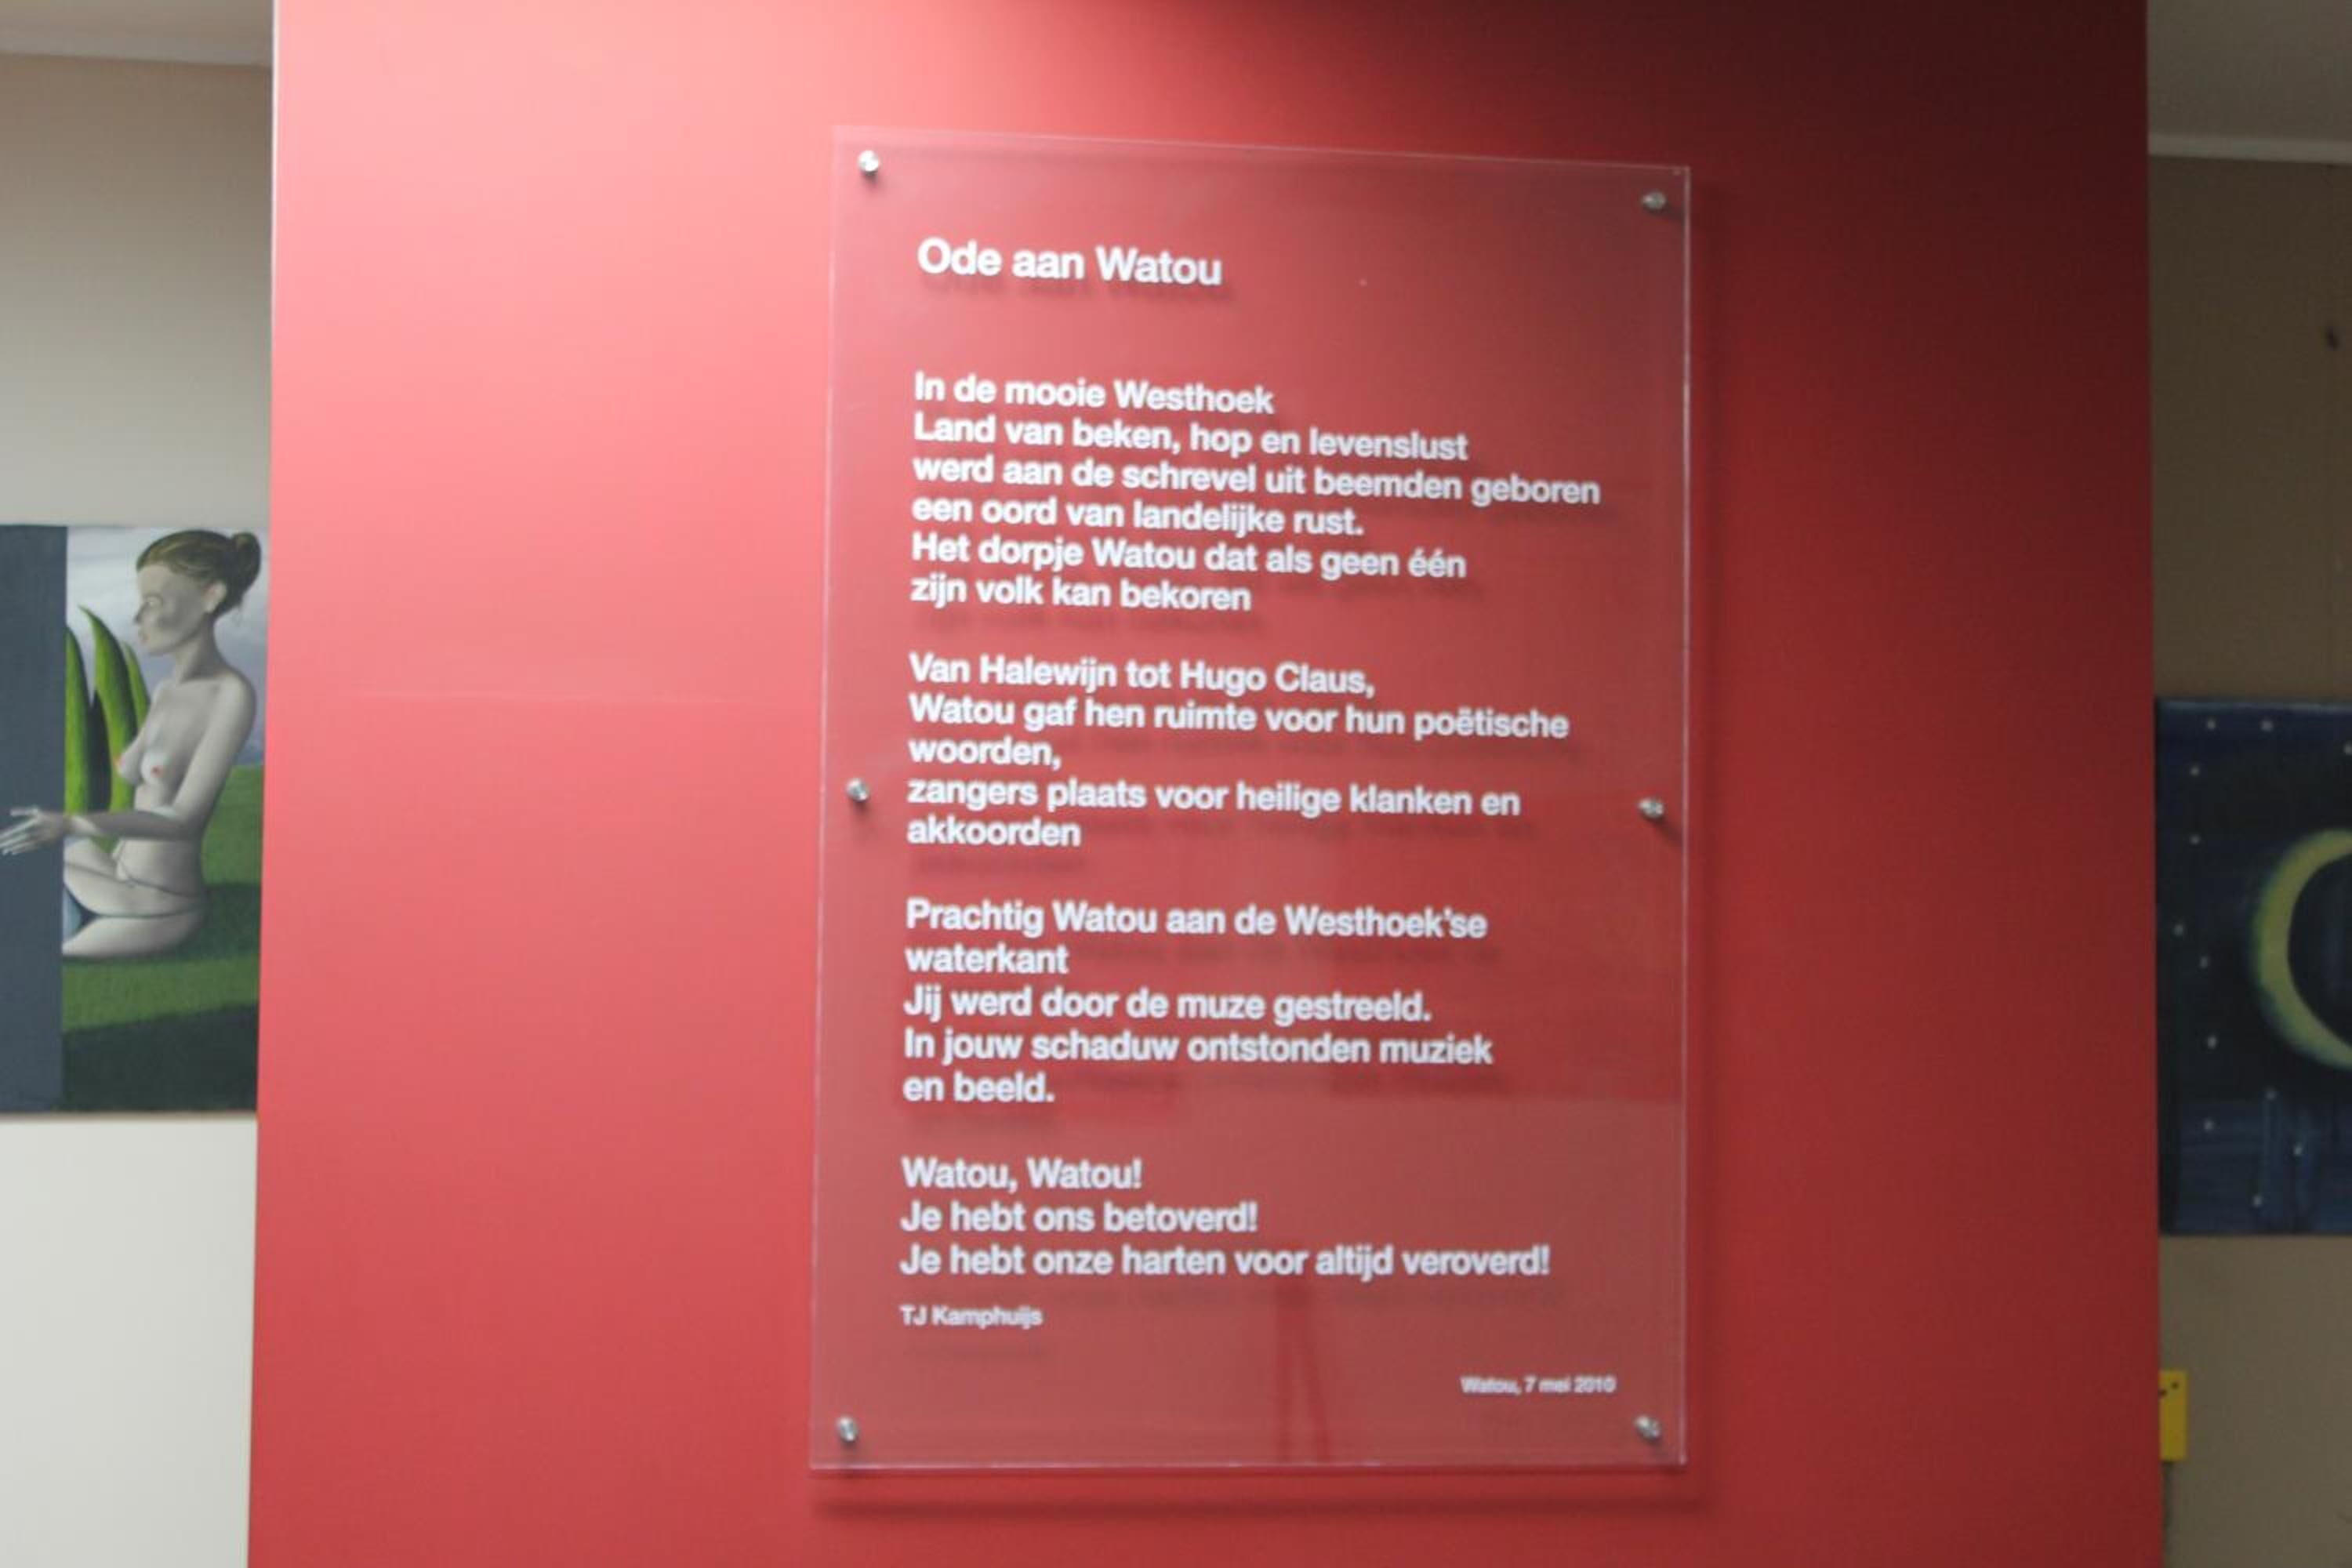 Ode aan Watou
In de mooie Westhoek
Land van beken, hop en levenslust
werd aan de schrevel uit beemden geboren
een oord van landelijke rust.
Het dorpje Watou dat als geen één
zijn volk kan bekoren
Van Halewijn tot Hugo Claus,
Watou gaf hen ruimte voor hun poëtische
woorden,
zangers plaats voor heilige klanken en
akkoorden
Prachtig Watou aan de Westhoek'se
waterkant
Jij werd door de muze gestreeld.
In jouw schaduw ontstonden muziek
en beeld.
Watou, Watou!
Je hebt ons betoverd!
Je hebt onze harten voor altijd veroverd!
TJ Kamphuijs
Watou, 7 mei 2010